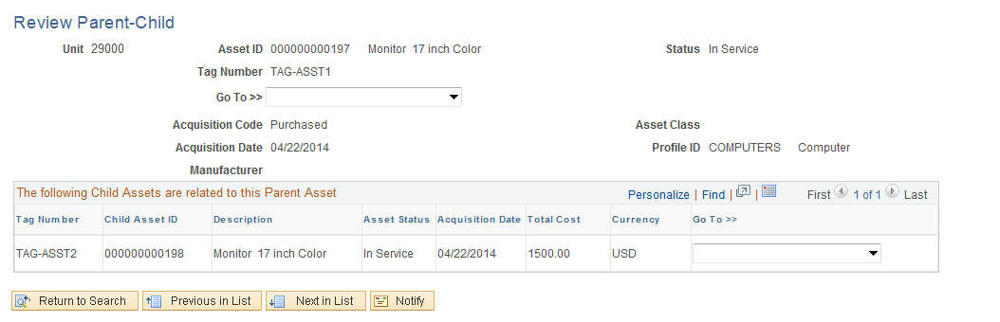 Review Parent-Child
Unit 29000 Asset ID 000000000197 Monitor 17 inch Color Status In Service
Tag Number TAG-ASST1
Go To >>
Acquisition Code Purchased Asset Class
Acquisition Date 04/22/2014 Profile ID COMPUTERS Computer
Manufacturer
The following Child Assets are related to this Parent Asset Personalize | Find | | First 1 of 1 Last
Tag Number Child Asset ID Description Asset Status Acquisition Date Total Cost Currency Go To >>
TAG-ASST2 000000000198 Monitor 17 inch Color In Service 04/22/2014 1500.00 USD
Return to Search Previous in List Next in List Notify